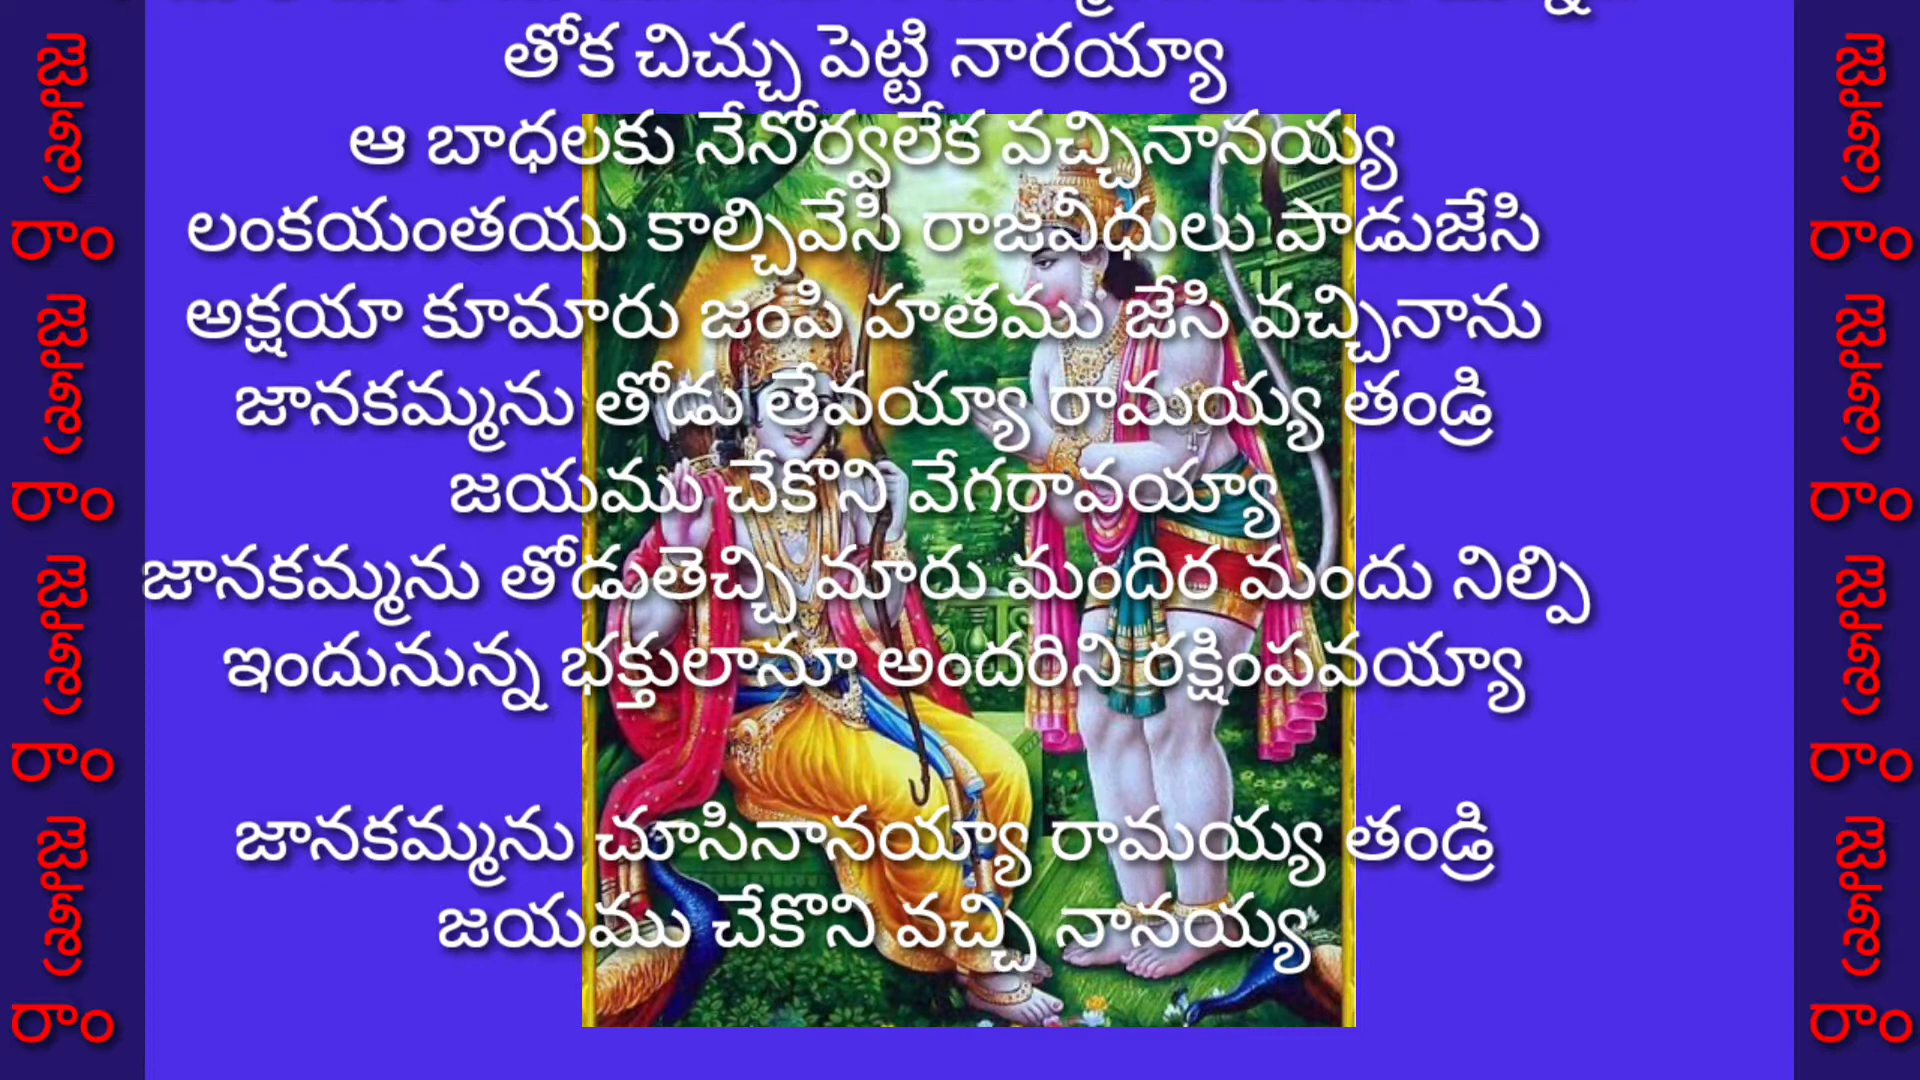 తోక చిచ్చు పెట్టి నారయ్యా
ఆ బాధలకు నేనోర్వలేక వచ్చినానయ్య
లంకయంతయు కాల్చివేసి రాజవీధులు పాడుజేసి
అక్షయా కూమారు జంపి హతము జేసి వచ్చినాను
జానకమ్మను తోడు తేవయ్యా రామయ్య తండ్రి
జయము చేకొని వేగరావయ్యా
జానకమ్మను తోడుతెచ్చి మారు మందిర మందు నిల్పి
ఇందునున్న భక్తులానూ అందరిని రక్షింపవయ్యా
జానకమ్మను చూసినానయ్యా రామయ్య తండ్రి
జయము చేకొని వచ్చి నానయ్య